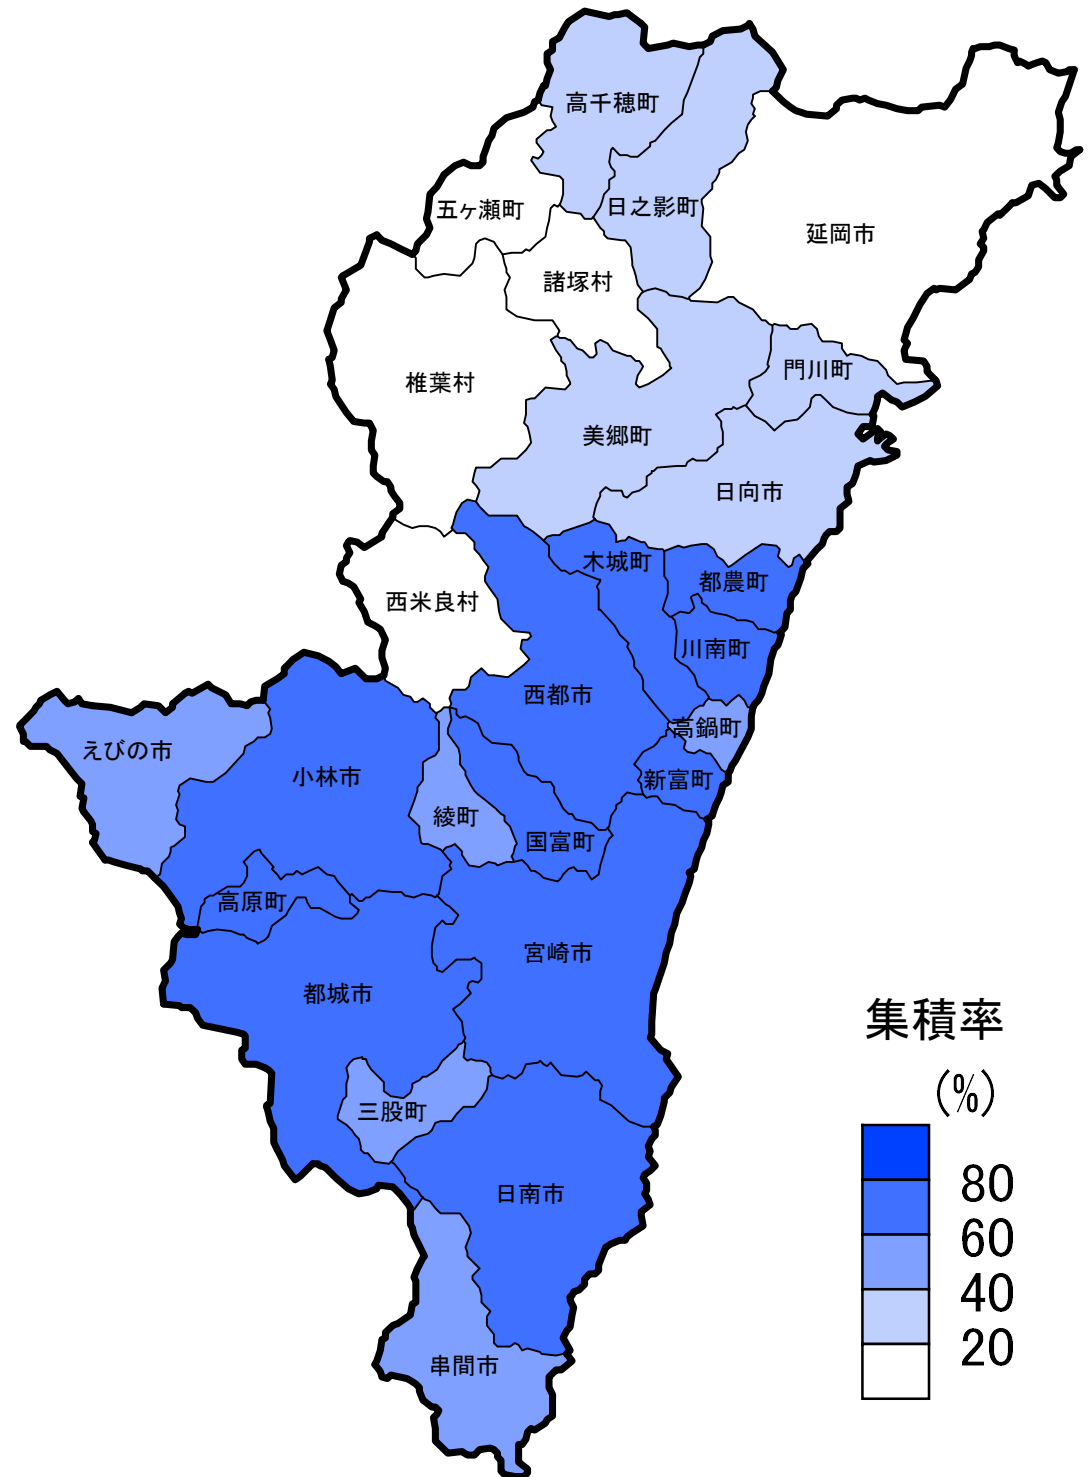 高千穂町
日之影町
五ヶ瀬町
延岡市
諸塚村
門川町
椎葉村
美郷町
日向市
木城町
都農町
西米良村
川南町
西都市
高鍋町
えびの市
小林市
新富町
綾町
国富町
高原町
宮崎市
都城市
三股町
日南市
串間市
集積率
(%)
80
60
40
20